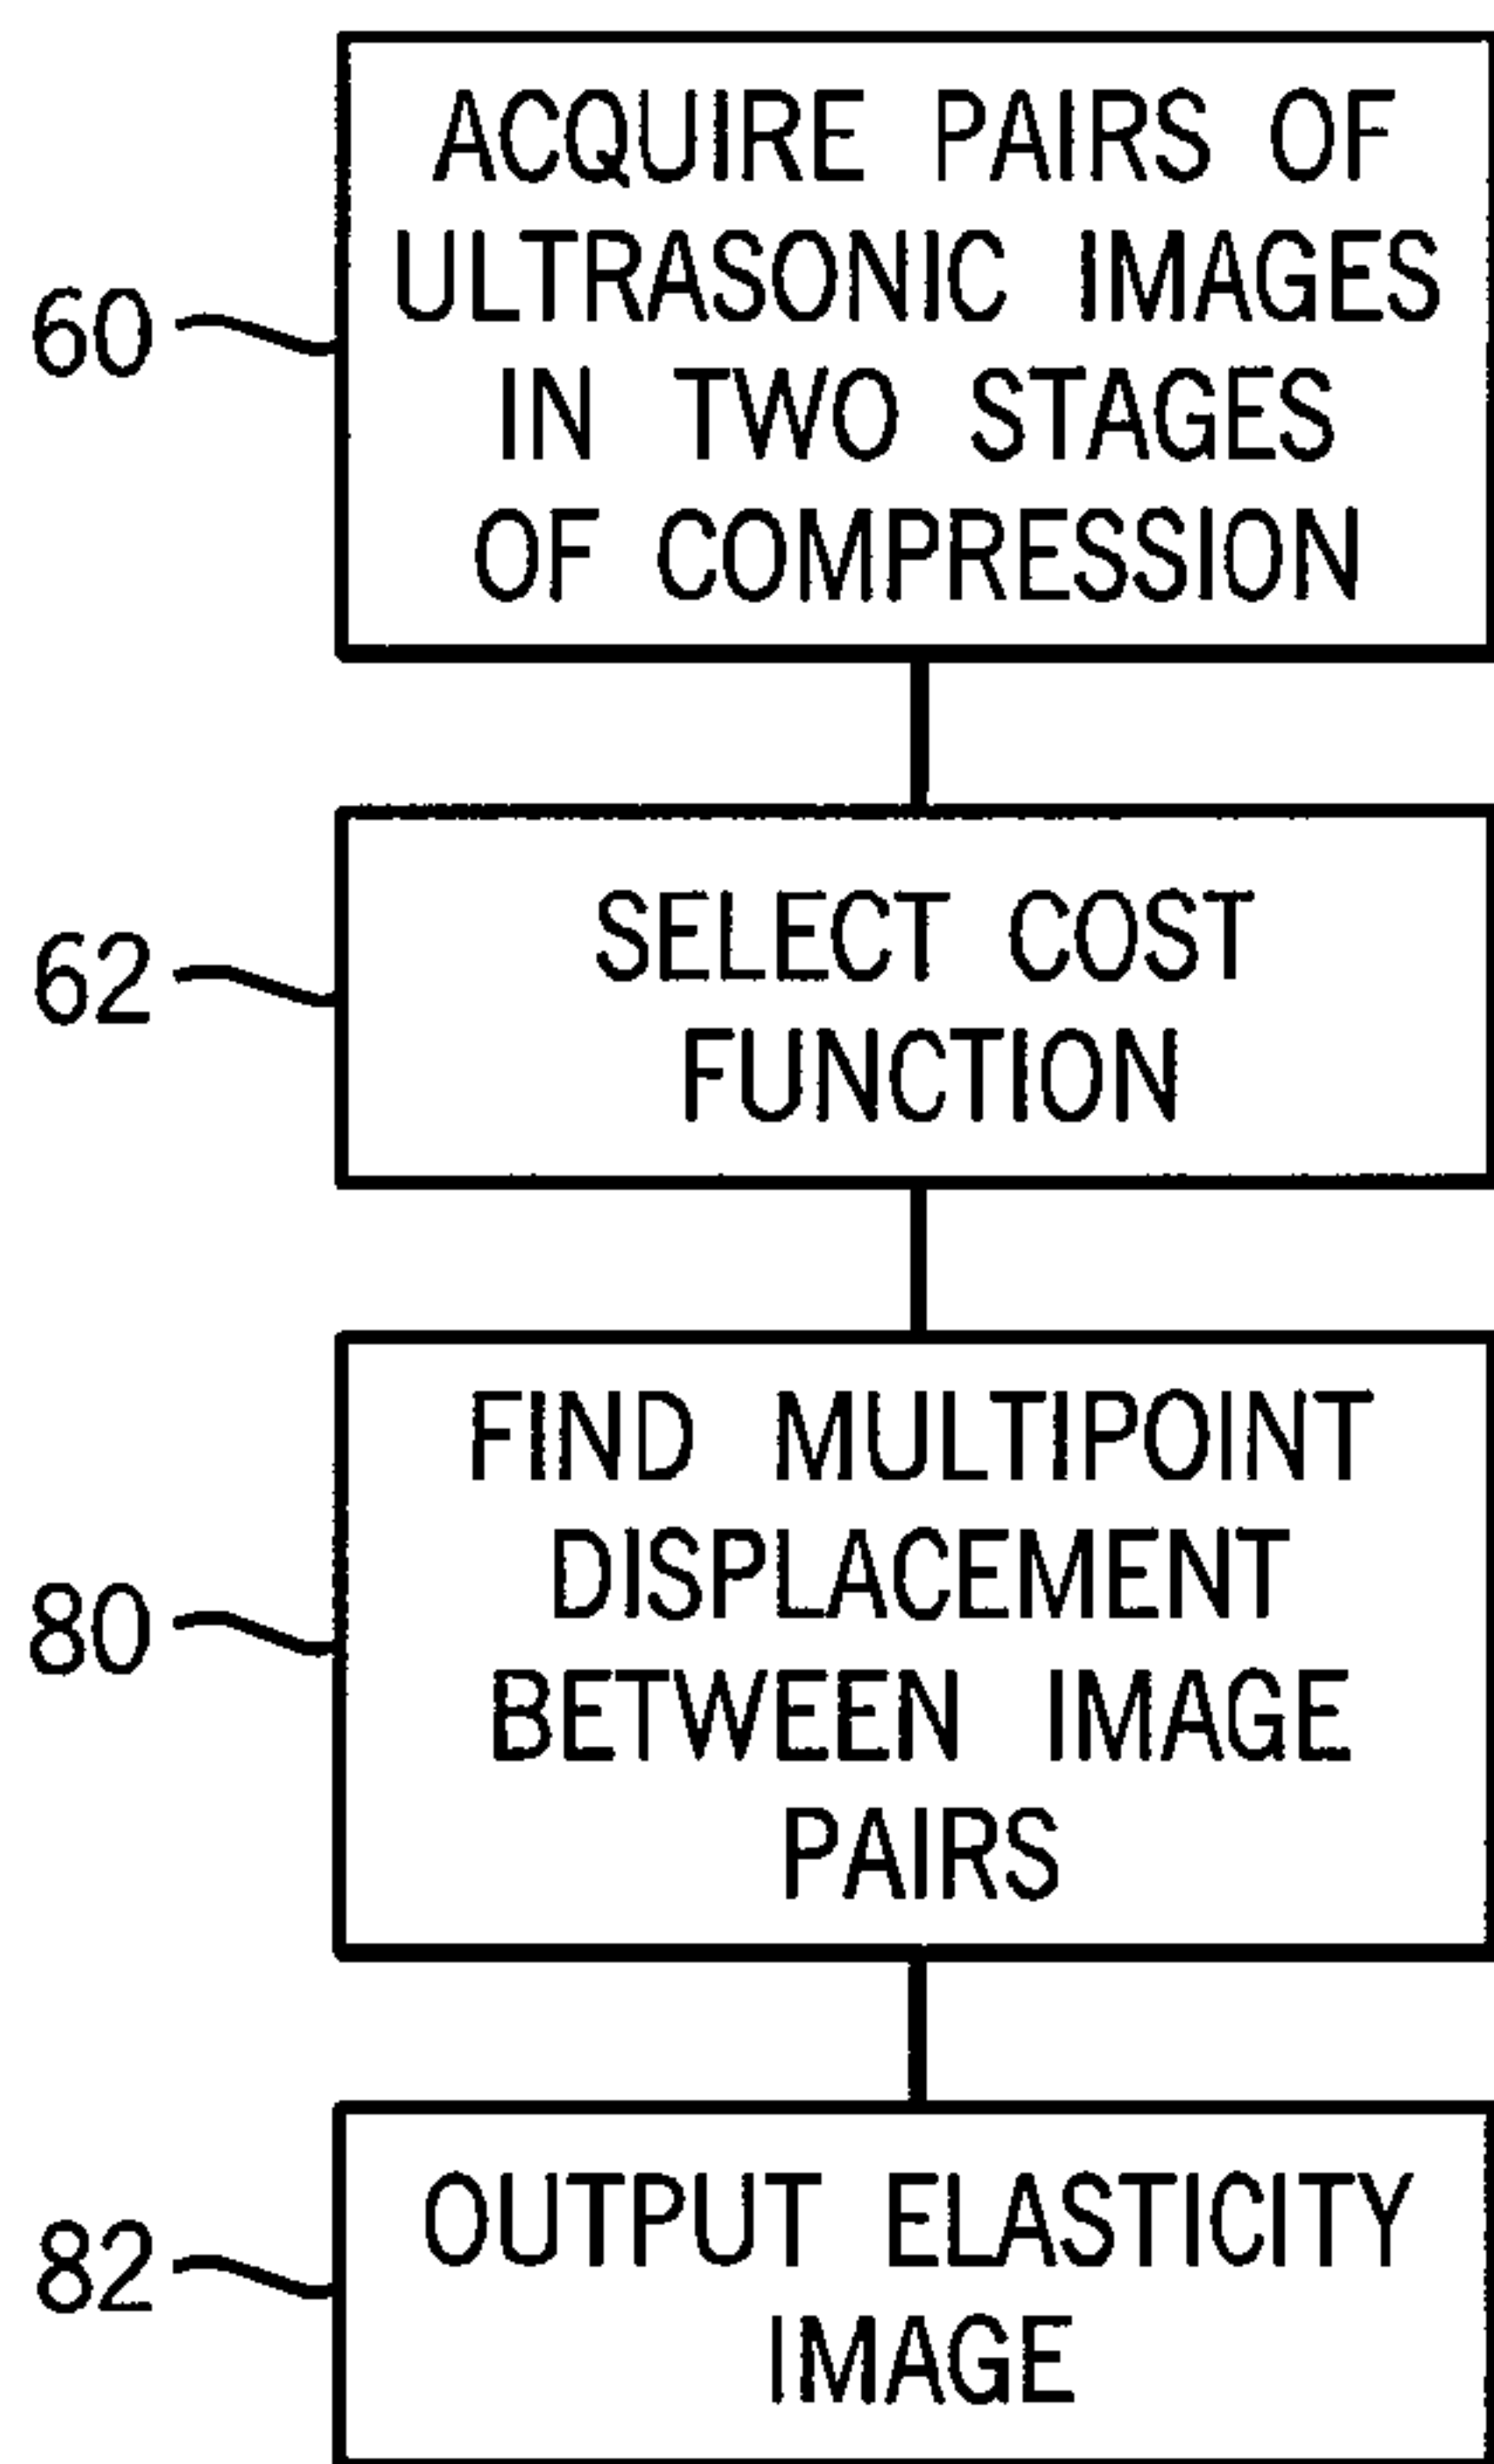 ACQUIRE PAIRS OF
ULTRASONIC IMAGES
IN TWO STAGES
OF COMPRESSION
60
SELECT COST
FUNCTION
62
FIND MULTIPOINT
DISPLACEMENT
BETWEEN IMAGE
PAIRS
80
OUTPUT ELASTICITY
IMAGE
82